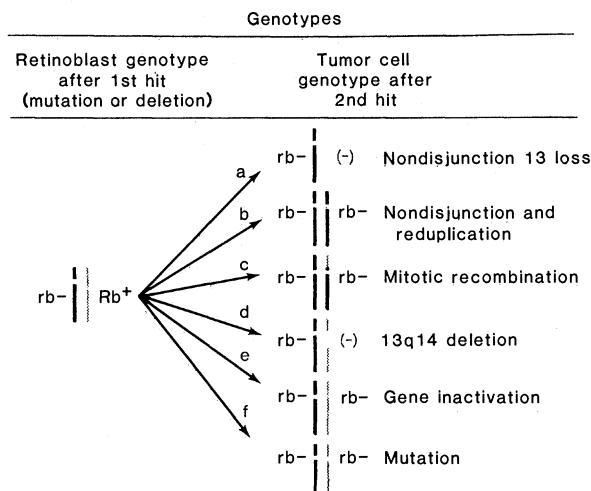 Genotypes
Retinoblast genotype
after 1st hit
(mutation or deletion)
Tumor cell
genotype after
2nd hit
a
rb- (-) Nondisjunction 13 loss
b
rb- rb- Nondisjunction and
reduplication
c
rb- rb- Mitotic recombination
rb- Rb+
d
rb- (-) 13q14 deletion
e
rb- rb- Gene inactivation
f
rb- rb- Mutation